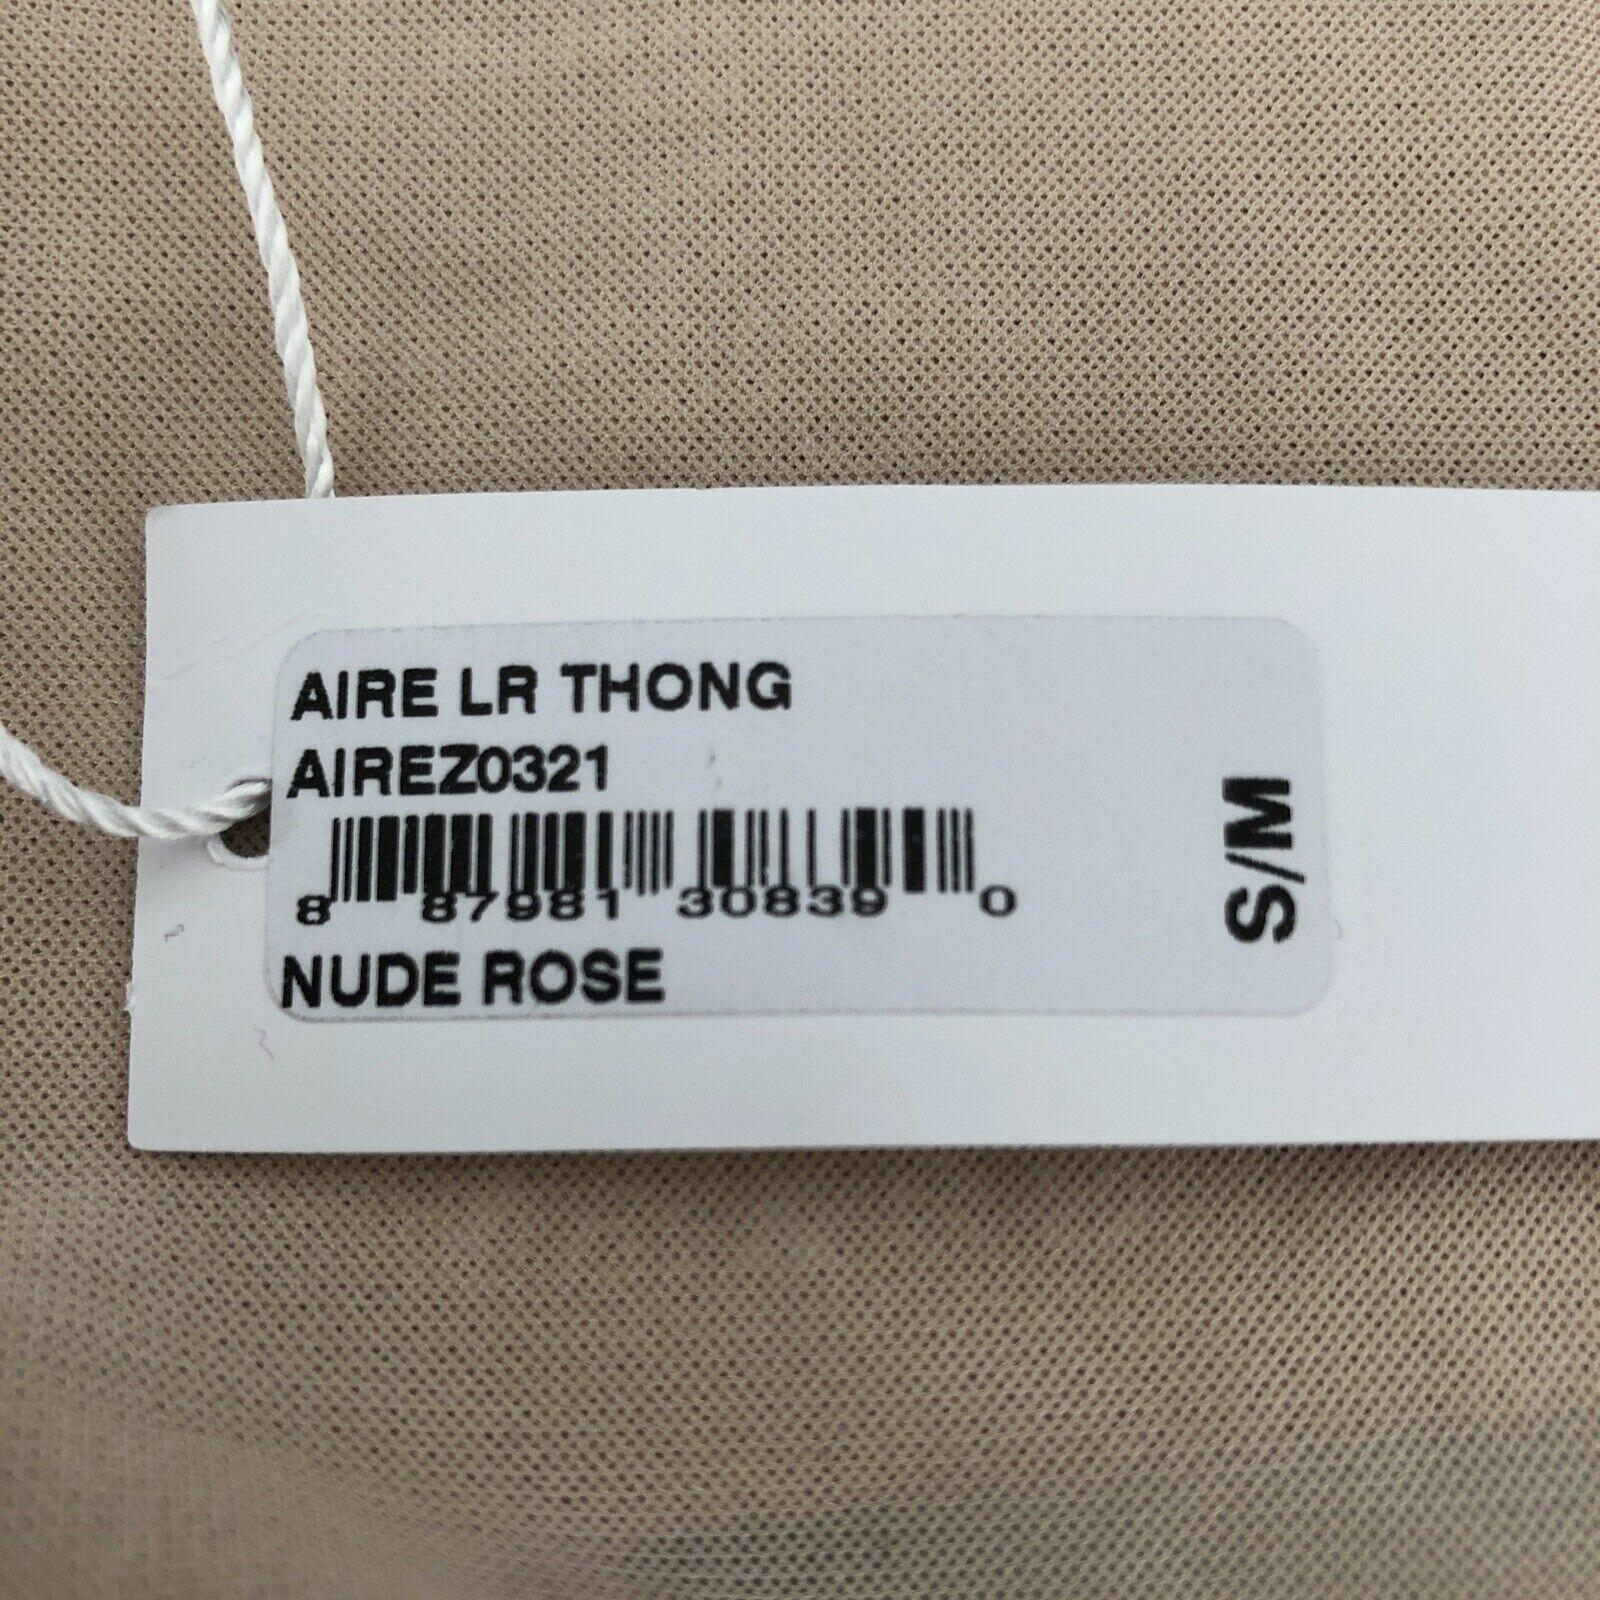 AIRE LR THONG
AIREZ0321
8 87981 30839 0
NUDE ROSE
S/M